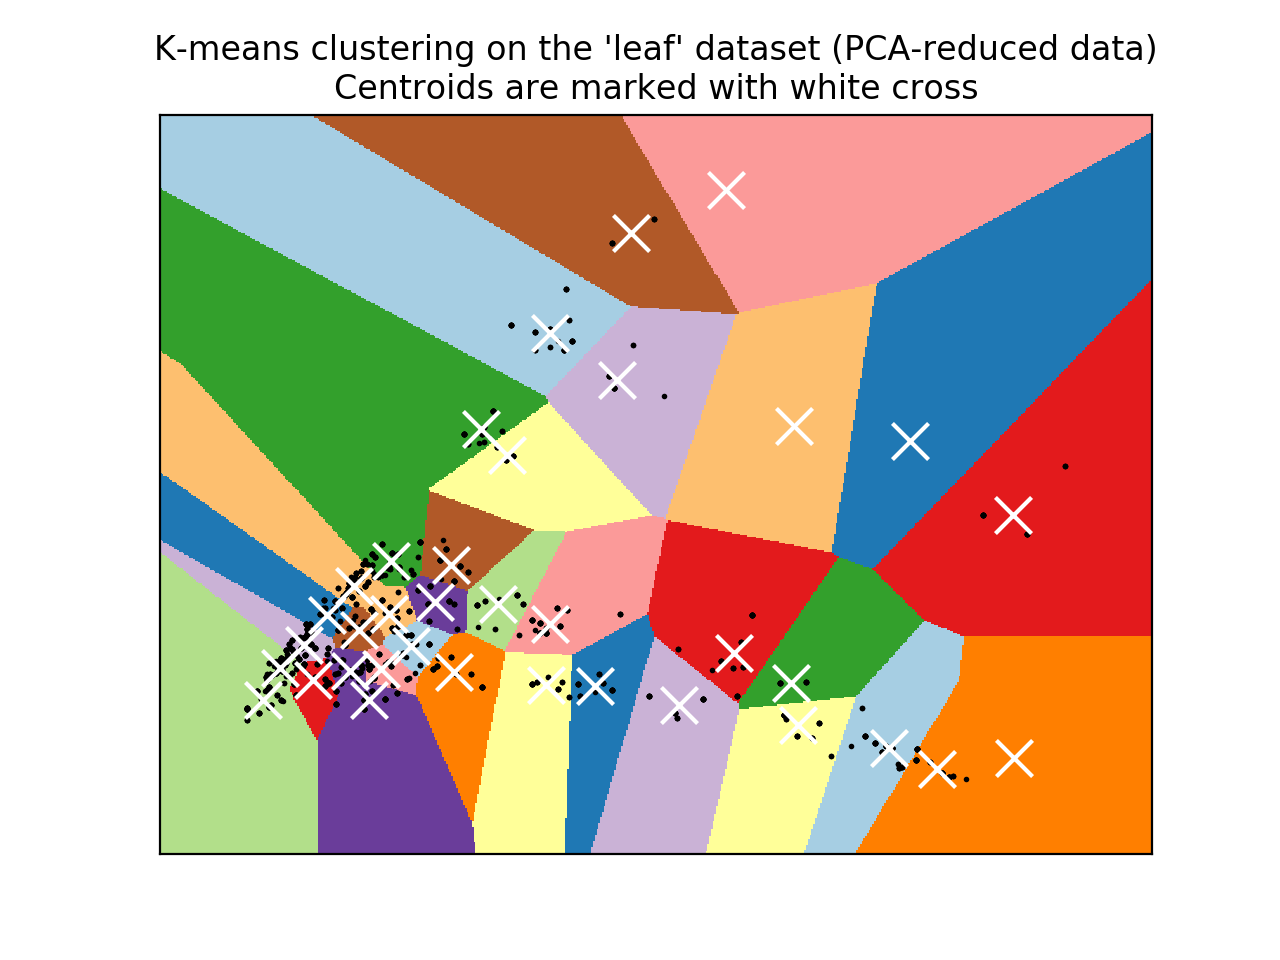 K-means clustering on the 'leaf' dataset (PCA-reduced data)
Centroids are marked with white cross